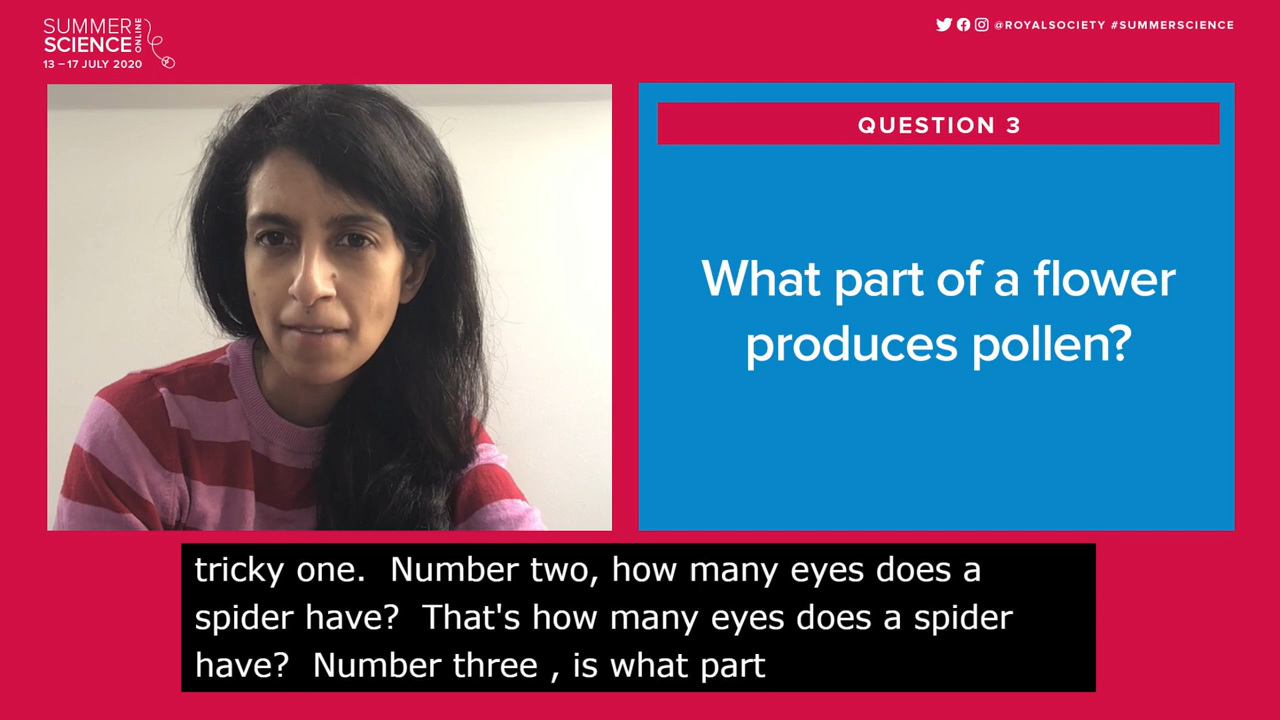 SUMMER
SCIENCE
ONLINE
13 – 17 JULY 2020
@ROYALSOCIETY #SUMMERSCIENCE
QUESTION 3
What part of a flower
produces pollen?
tricky one.  Number two, how many eyes does a
spider have?  That's how many eyes does a spider
have?  Number three , is what part